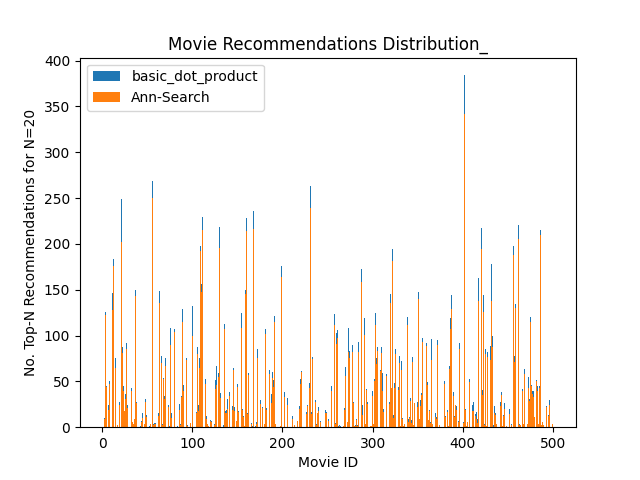 Movie Recommendations Distribution_
basic_dot_product
Ann-Search
No. Top-N Recommendations for N=20
400
350
300
250
200
150
100
50
0
0 100 200 300 400 500
Movie ID